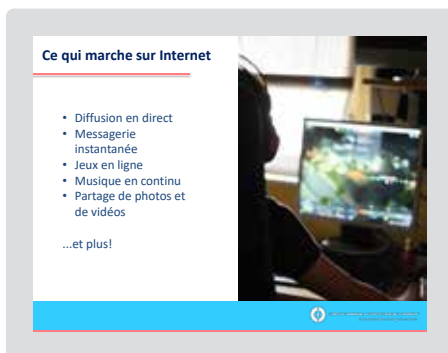 Ce qui marche sur Internet
• Diffusion en direct
• Messagerie
instantanée
• Jeux en ligne
• Musique en continu
• Partage de photos et
de vidéos
...et plus!